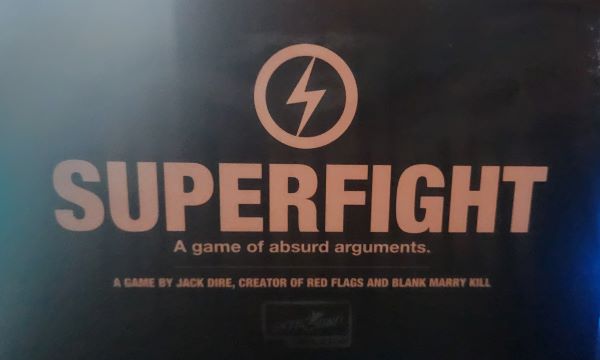 SUPERFIGHT
A game of absurd arguments.
A GAME BY JACK DIRE, CREATOR OF RED FLAGS AND BLANK MARRY KILL